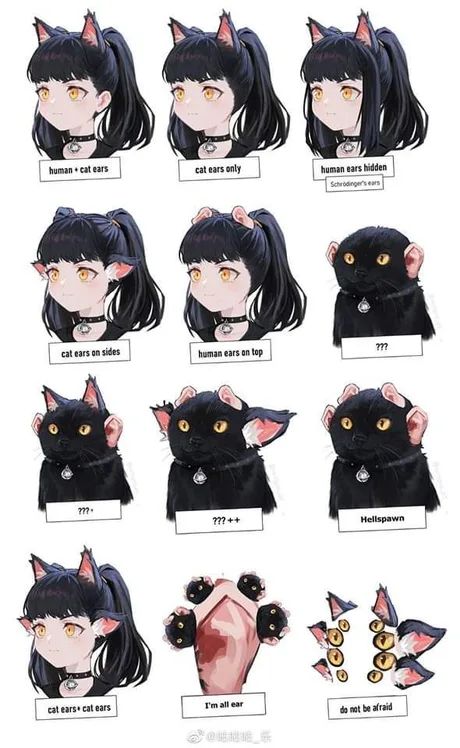 human + cat ears
cat ears only
human ears hidden
Schrödinger's ears
cat ears on sides
human ears on top
???
???+
???++
Hellspawn
cat ears+ cat ears
I'm all ear
do not be afraid